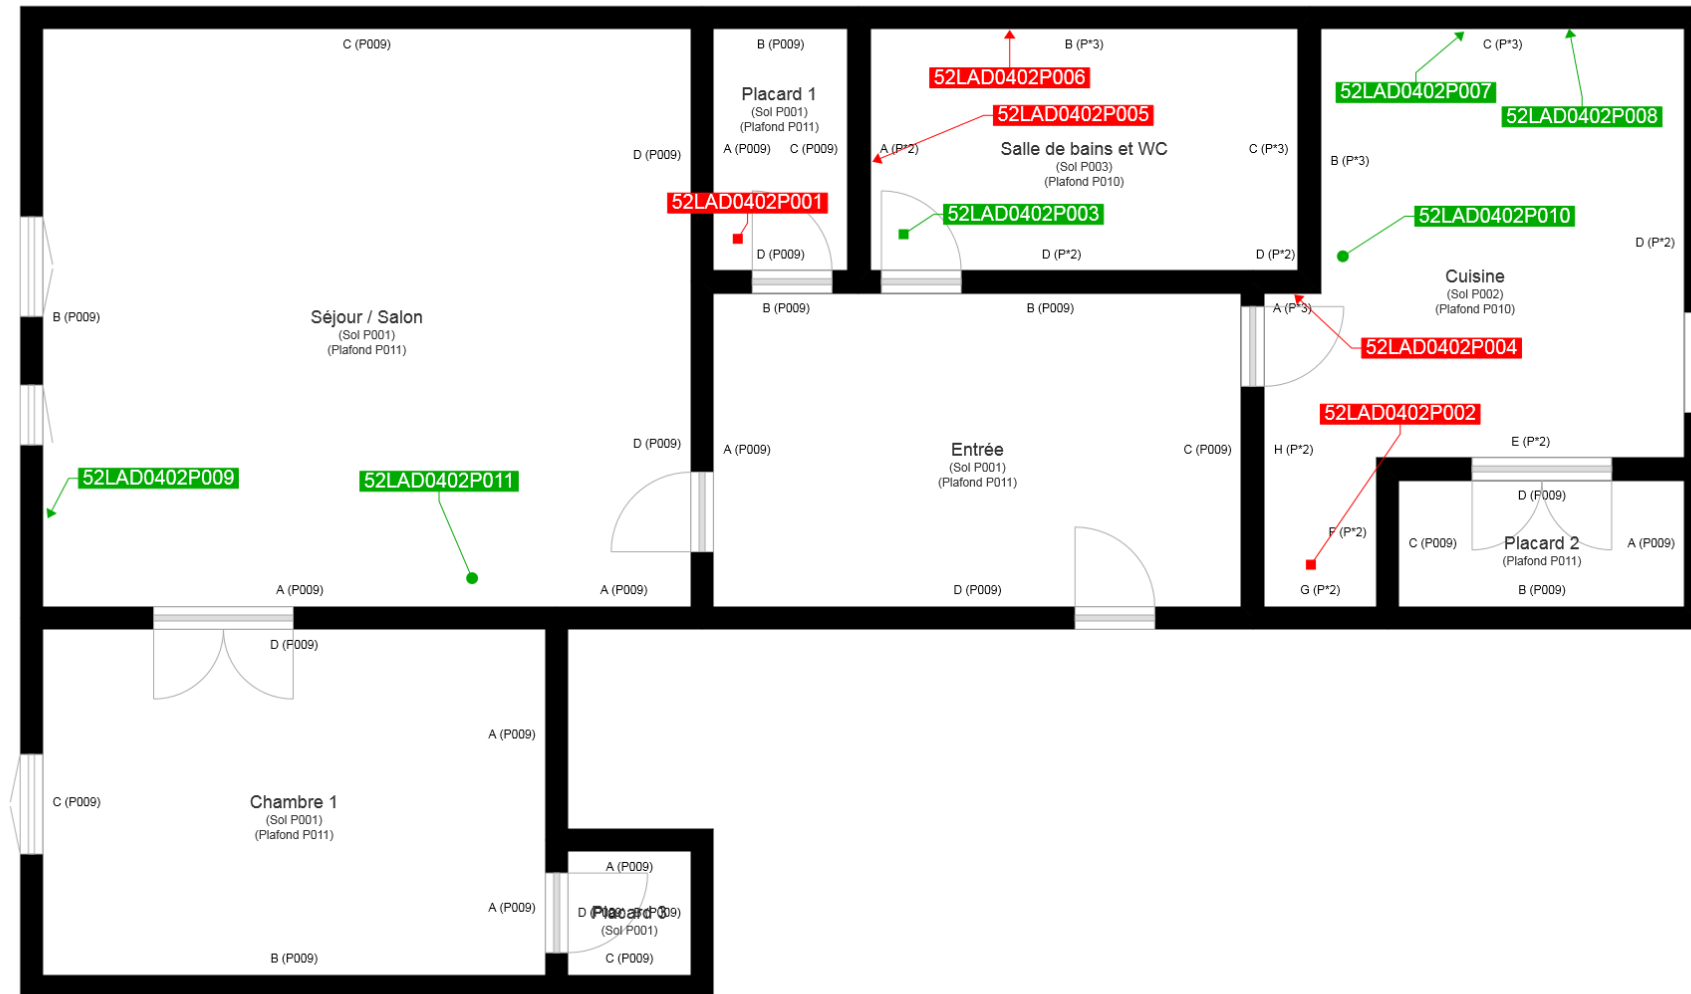 C (P009)
B (P009)
B (P*3)
C (P*3)
52LAD0402P006
52LAD0402P007
52LAD0402P008
Placard 1
(Sol P001)
(Plafond P011)
52LAD0402P005
D (P009)
A (P009)
C (P009)
A (P*2)
Salle de bains et WC
(Sol P003)
(Plafond P010)
C (P*3)
B (P*3)
52LAD0402P001
52LAD0402P003
52LAD0402P010
D (P009)
D (P*2)
D (P*2)
D (P*2)
Cuisine
(Sol P002)
(Plafond P010)
B (P009)
Séjour / Salon
(Sol P001)
(Plafond P011)
B (P009)
B (P009)
A (P*3)
52LAD0402P004
52LAD0402P002
D (P009)
A (P009)
Entrée
(Sol P001)
(Plafond P011)
C (P009)
H (P*2)
E (P*2)
52LAD0402P009
52LAD0402P011
D (P009)
F (P*2)
C (P009)
Placard 2
(Plafond P011)
A (P009)
A (P009)
A (P009)
D (P009)
G (P*2)
B (P009)
D (P009)
A (P009)
C (P009)
Chambre 1
(Sol P001)
(Plafond P011)
A (P009)
A (P009)
Placard 3
(Sol P001)
B (P009)
C (P009)